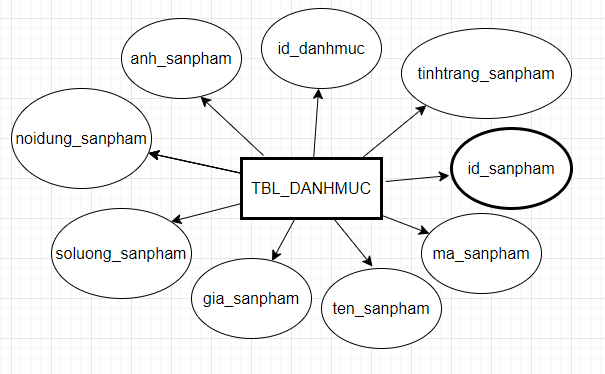 id_danhmuc
anh_sanpham
tinhtrang_sanpham
noidung_sanpham
id_sanpham
TBL_DANHMUC
soluong_sanpham
ma_sanpham
gia_sanpham
ten_sanpham